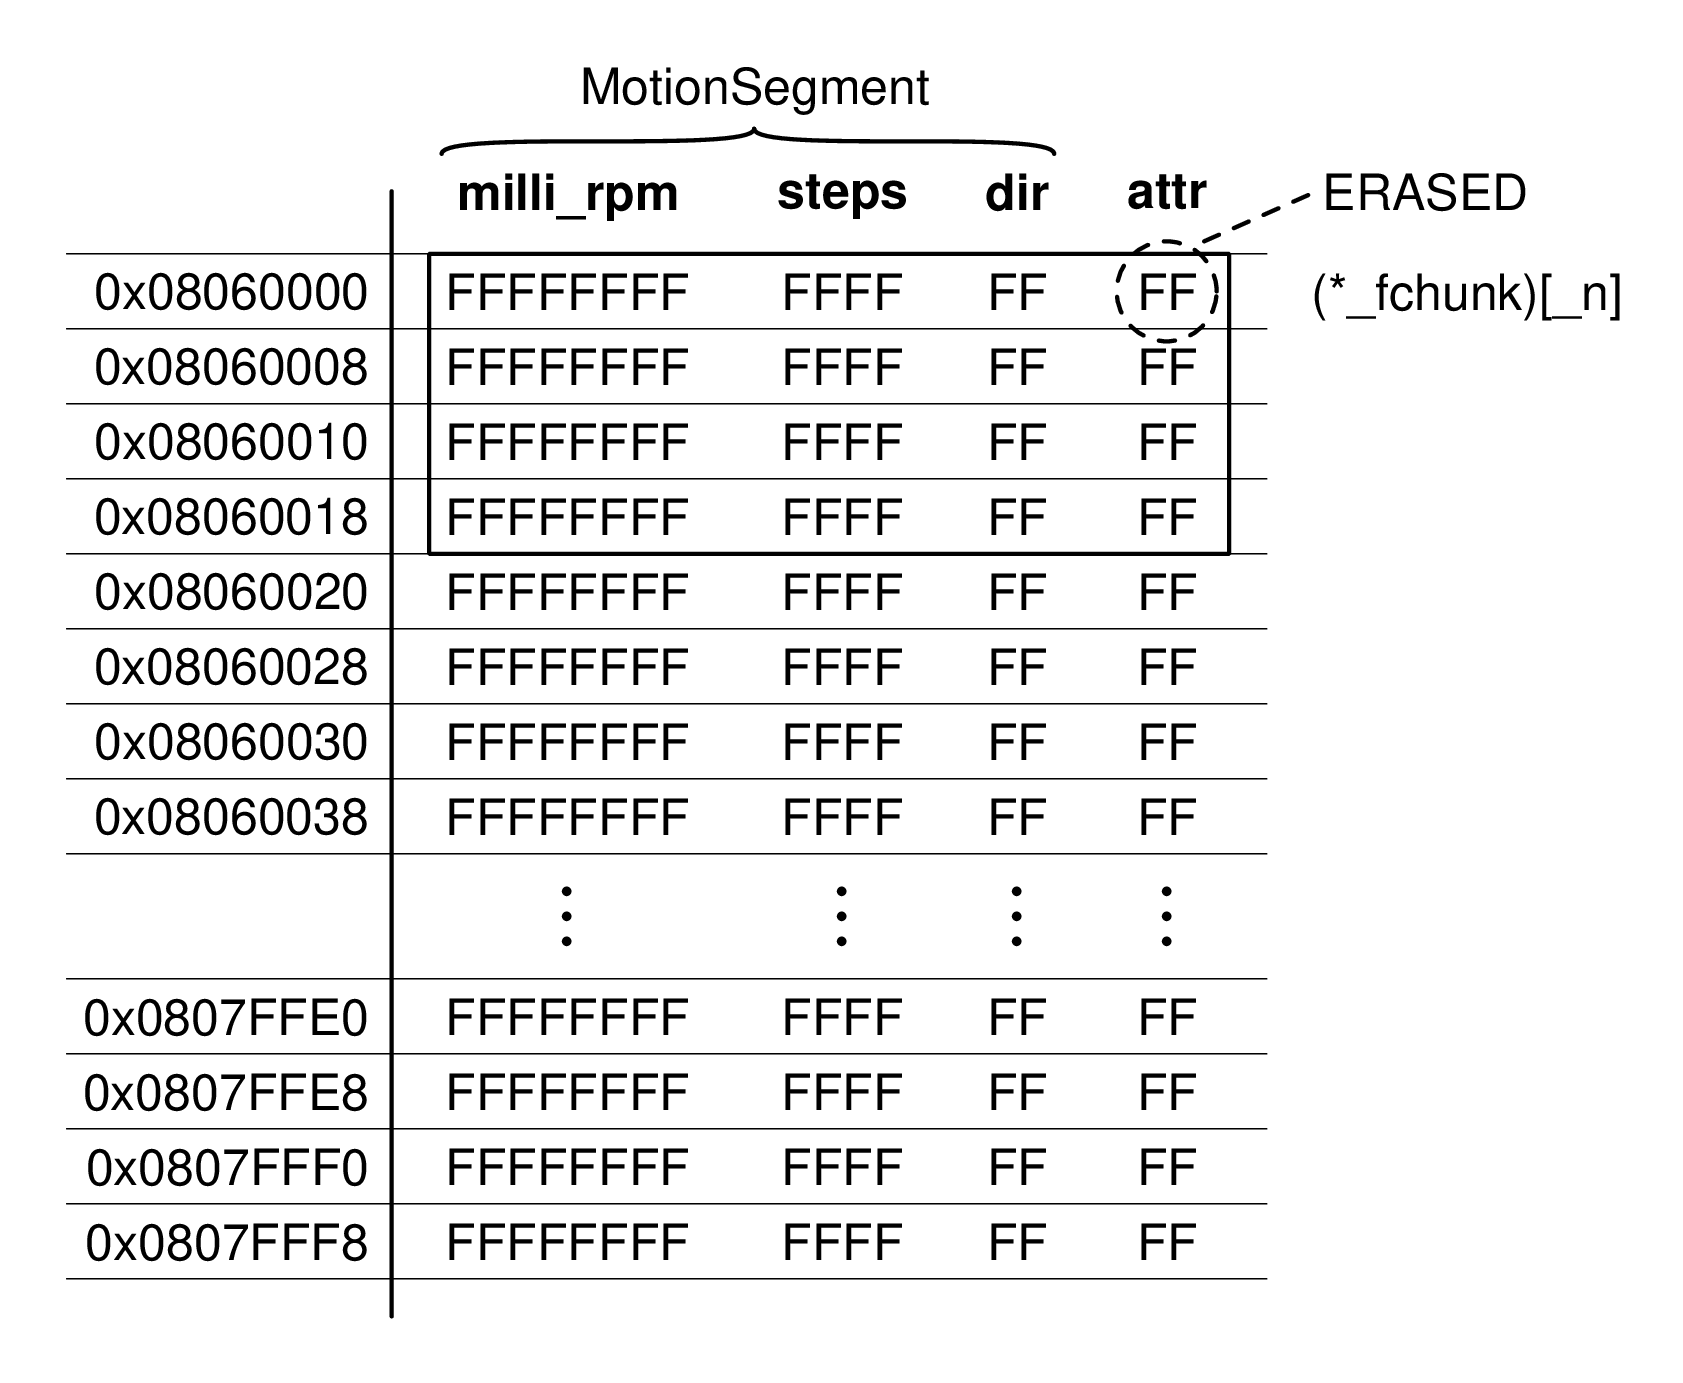 MotionSegment
milli_rpm steps dir attr ERASED
0x08060000 FFFFFFFF FFFF FF FF (*_fchunk)[_n]
0x08060008 FFFFFFFF FFFF FF FF
0x08060010 FFFFFFFF FFFF FF FF
0x08060018 FFFFFFFF FFFF FF FF
0x08060020 FFFFFFFF FFFF FF FF
0x08060028 FFFFFFFF FFFF FF FF
0x08060030 FFFFFFFF FFFF FF FF
0x08060038 FFFFFFFF FFFF FF FF
0x0807FFE0 FFFFFFFF FFFF FF FF
0x0807FFE8 FFFFFFFF FFFF FF FF
0x0807FFF0 FFFFFFFF FFFF FF FF
0x0807FFF8 FFFFFFFF FFFF FF FF